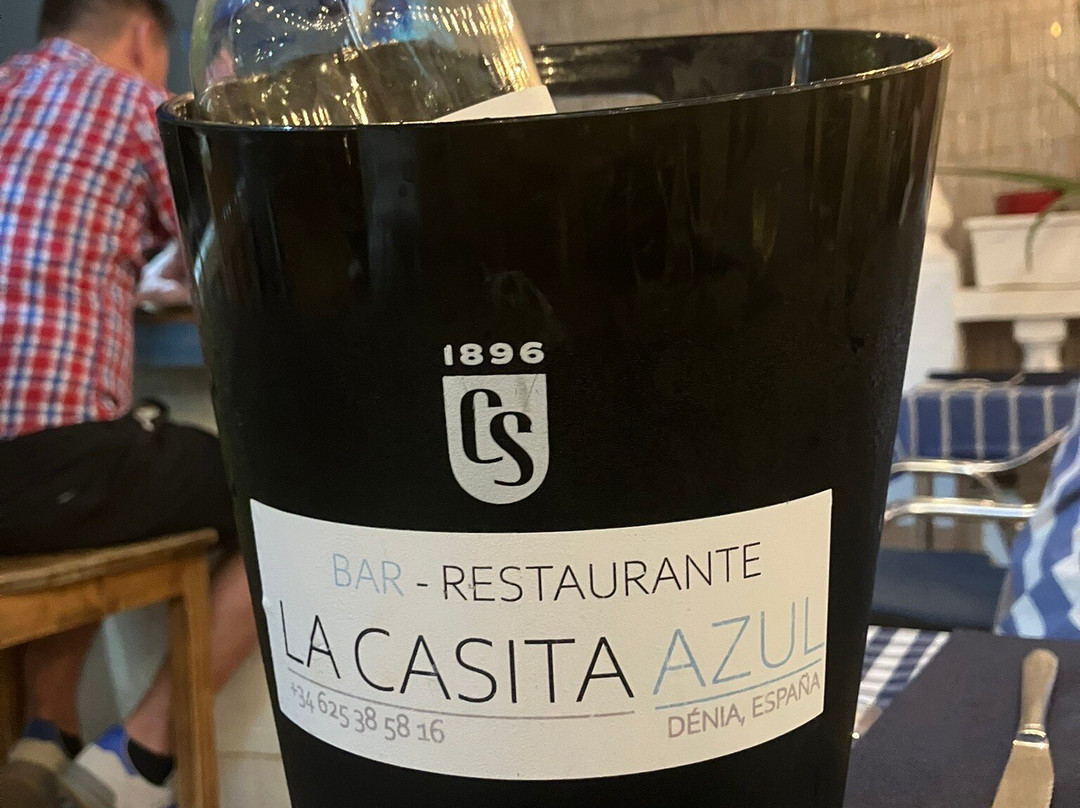 1896
CS
BAR - RESTAURANTE
LA CASITA AZUL
+34 625 38 58 16
DÉNIA, ESPAÑA